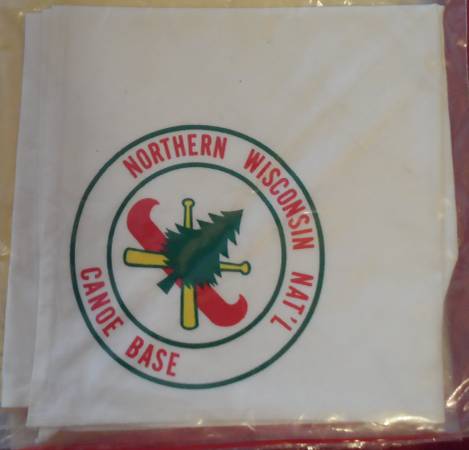 NORTHERN WISCONSIN NAT'L
CANOE BASE